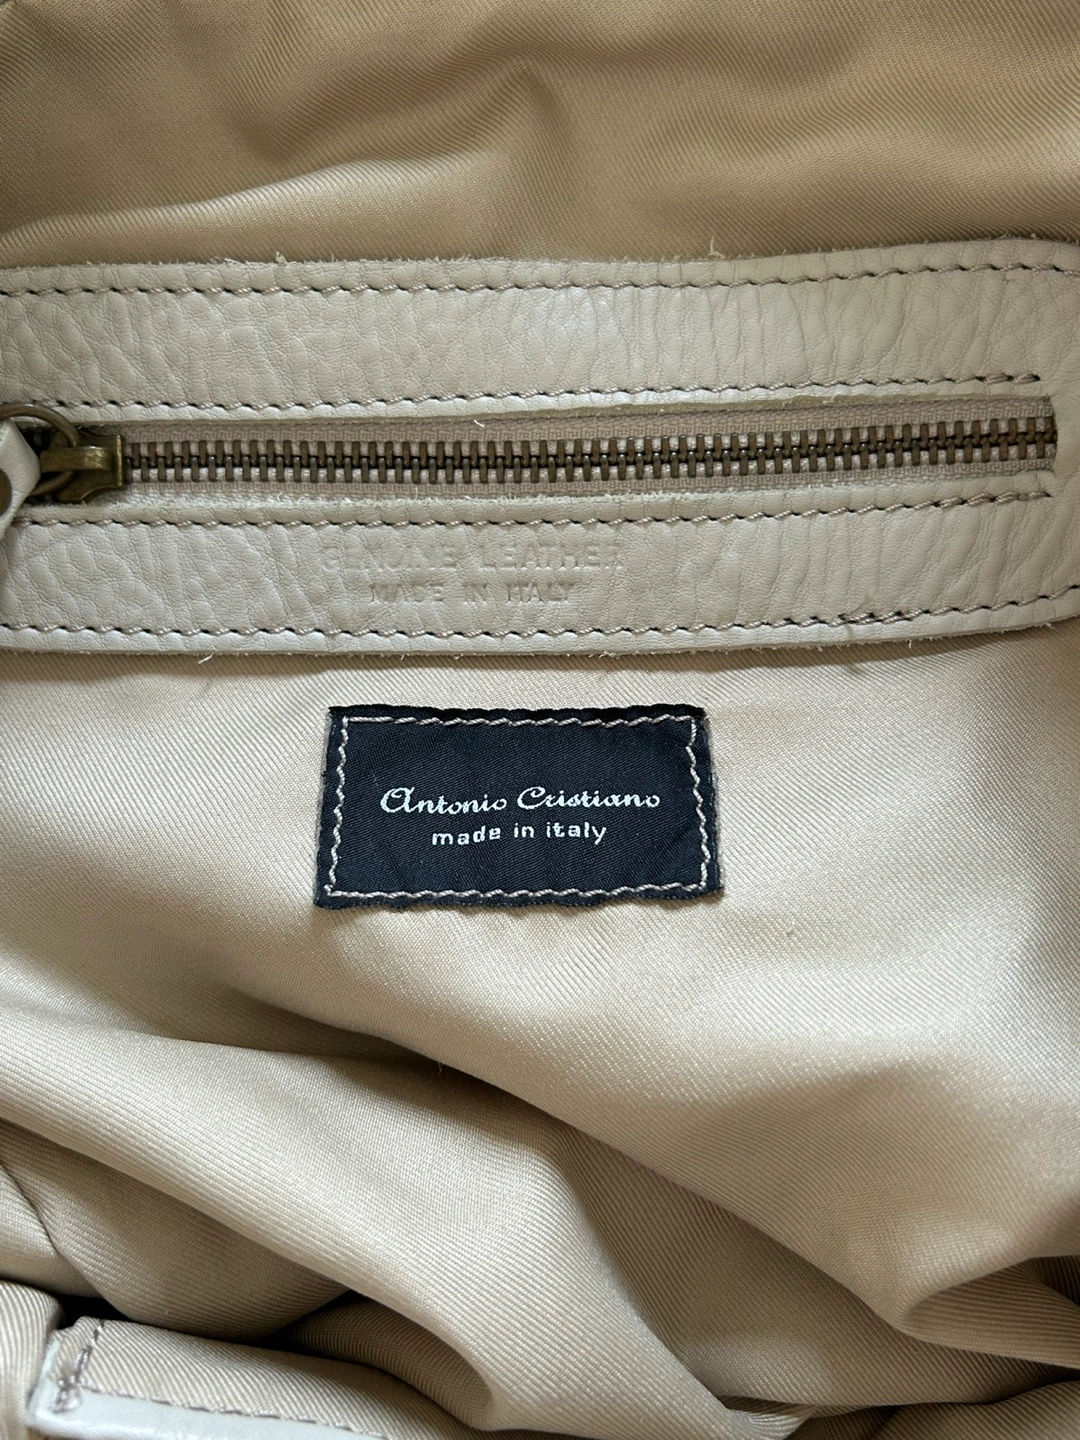 GENUINE LEATHER
MADE IN ITALY
Antonio Cristiano
made in italy